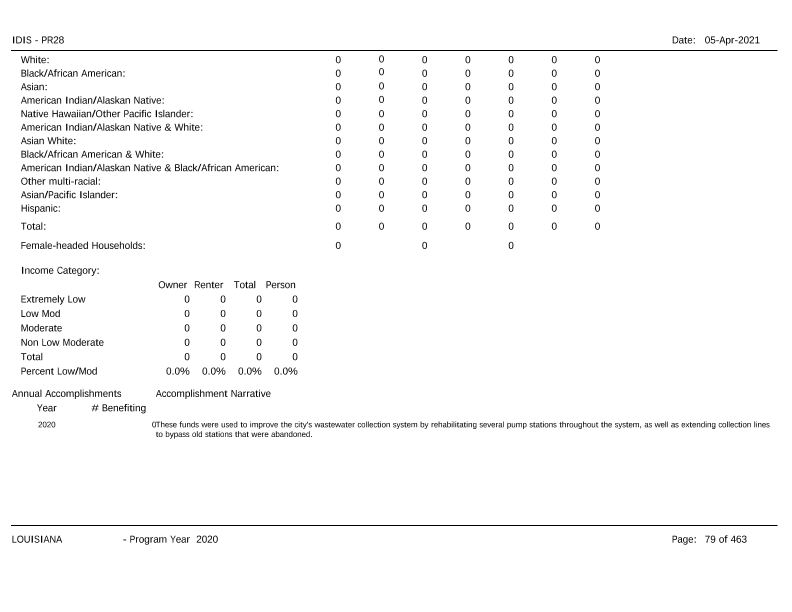 IDIS - PR28 Date: 05-Apr-2021
White: 0 0 0 0 0 0 0
Black/African American: 0 0 0 0 0 0 0
Asian: 0 0 0 0 0 0 0
American Indian/Alaskan Native: 0 0 0 0 0 0 0
Native Hawaiian/Other Pacific Islander: 0 0 0 0 0 0 0
American Indian/Alaskan Native & White: 0 0 0 0 0 0 0
Asian White: 0 0 0 0 0 0 0
Black/African American & White: 0 0 0 0 0 0 0
American Indian/Alaskan Native & Black/African American: 0 0 0 0 0 0 0
Other multi-racial: 0 0 0 0 0 0 0
Asian/Pacific Islander: 0 0 0 0 0 0 0
Hispanic: 0 0 0 0 0 0 0
Total: 0 0 0 0 0 0 0
Female-headed Households: 0 0 0
Income Category:
Owner Renter Total Person
Extremely Low 0 0 0 0
Low Mod 0 0 0 0
Moderate 0 0 0 0
Non Low Moderate 0 0 0 0
Total 0 0 0 0
Percent Low/Mod 0.0% 0.0% 0.0% 0.0%
Annual Accomplishments Accomplishment Narrative
Year # Benefiting
2020 0These funds were used to improve the city's wastewater collection system by rehabilitating several pump stations throughout the system, as well as extending collection lines
to bypass old stations that were abandoned.
LOUISIANA - Program Year 2020 Page: 79 of 463